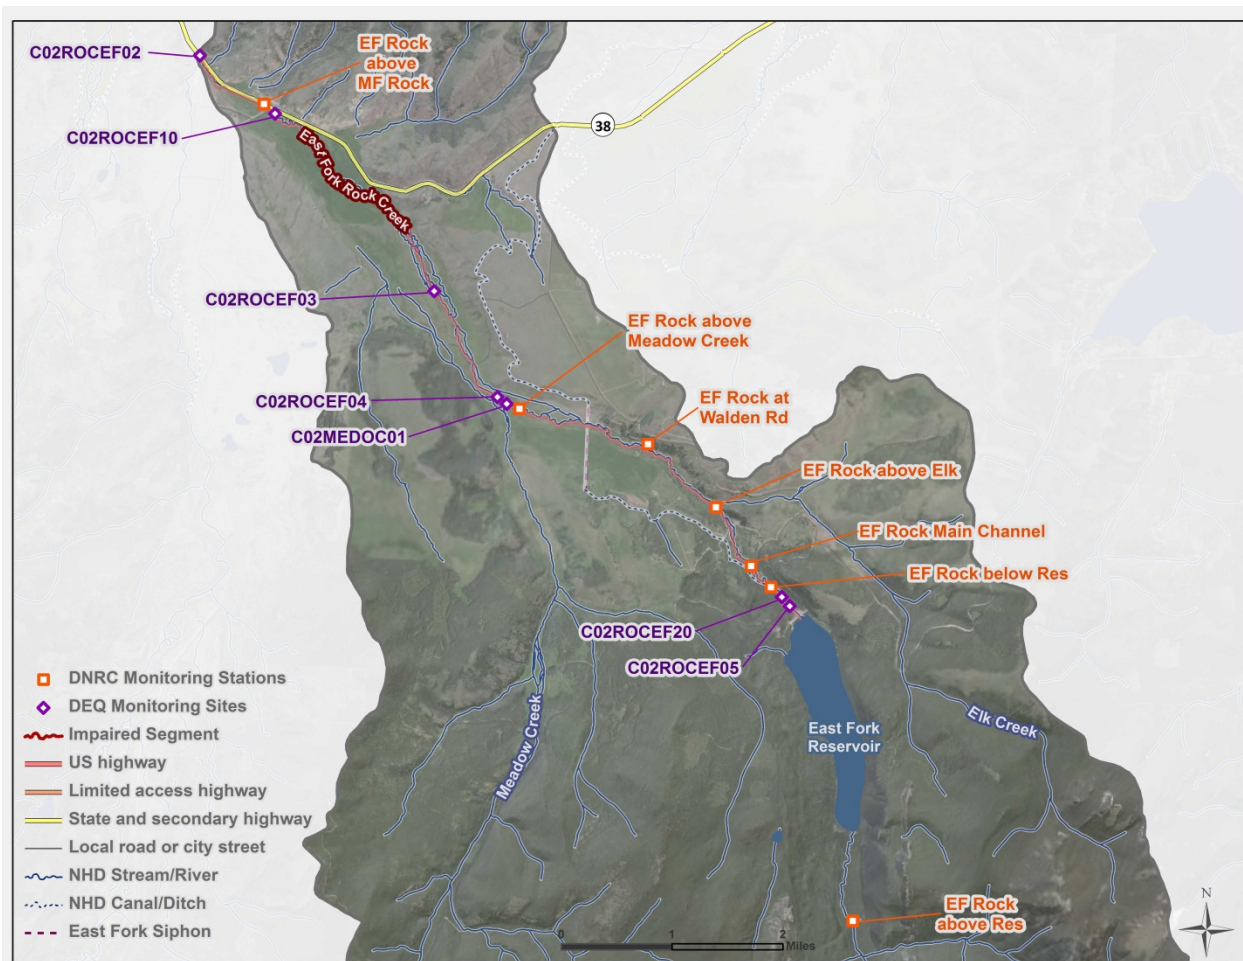 C02ROCEF02
EF Rock
above
MF Rock
C02ROCEF10
38
East Fork Rock Creek
C02ROCEF03
EF Rock above
Meadow Creek
C02ROCEF04
C02MEDOC01
EF Rock at
Walden Rd
EF Rock above Elk
EF Rock Main Channel
EF Rock below Res
C02ROCEF20
C02ROCEF05
East Fork
Reservoir
Elk Creek
Meadow Creek
EF Rock
above Res
DNRC Monitoring Stations
DEQ Monitoring Sites
Impaired Segment
US highway
Limited access highway
State and secondary highway
Local road or city street
NHD Stream/River
NHD Canal/Ditch
East Fork Siphon
0 1 2
Miles
N